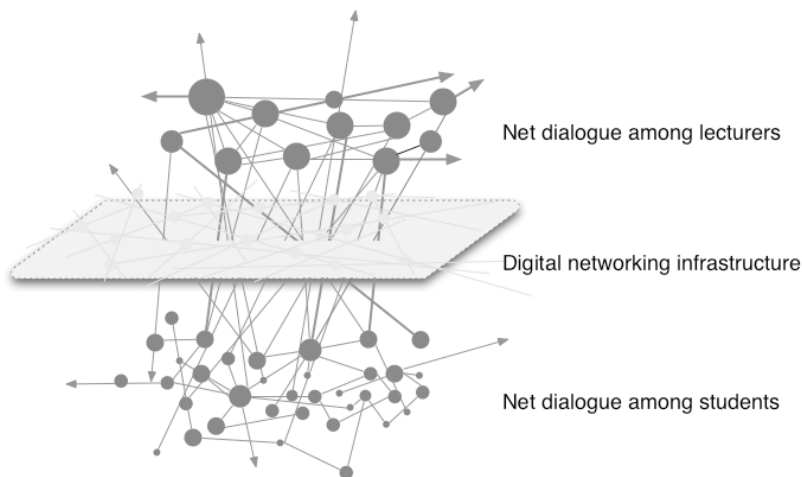 Net dialogue among lecturers
Digital networking infrastructure
Net dialogue among students